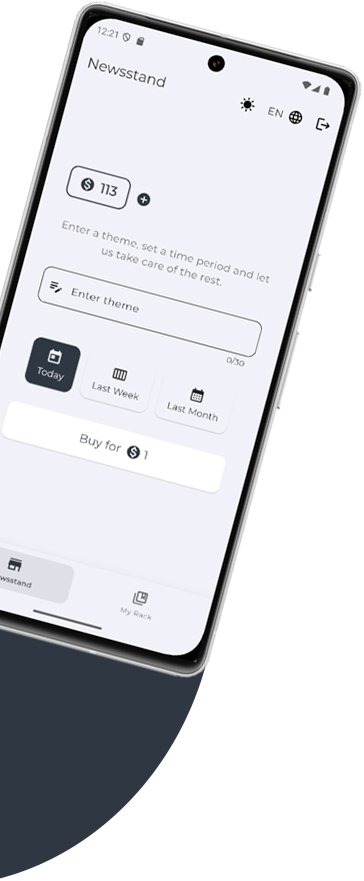 12:21
Newsstand
EN
113
Enter a theme, set a time period and let
us take care of the rest.
Enter theme
0/30
Today
Last Week
Last Month
Buy for $ 1
wsstand
My Rack